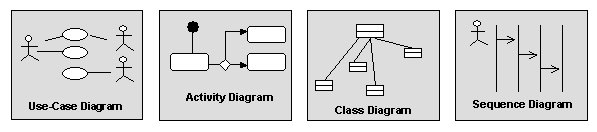 Use-Case Diagram
Activity Diagram
Class Diagram
Sequence Diagram